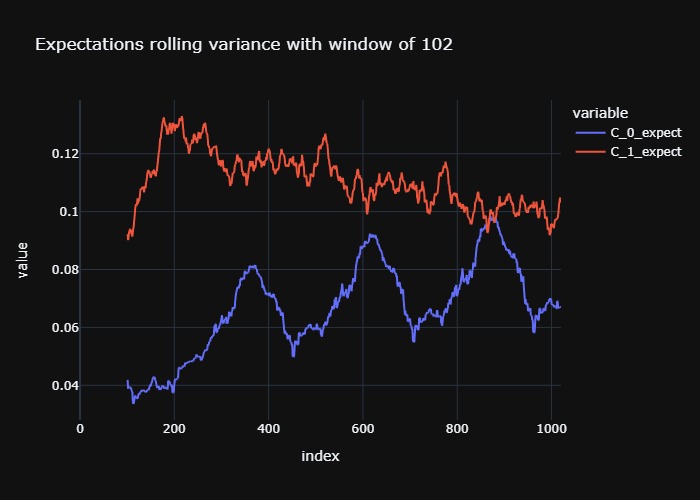 Expectations rolling variance with window of 102
variable
C_0_expect
C_1_expect
0.12
0.1
0.08
0.06
0.04
value
0
200
400
600
800
1000
index